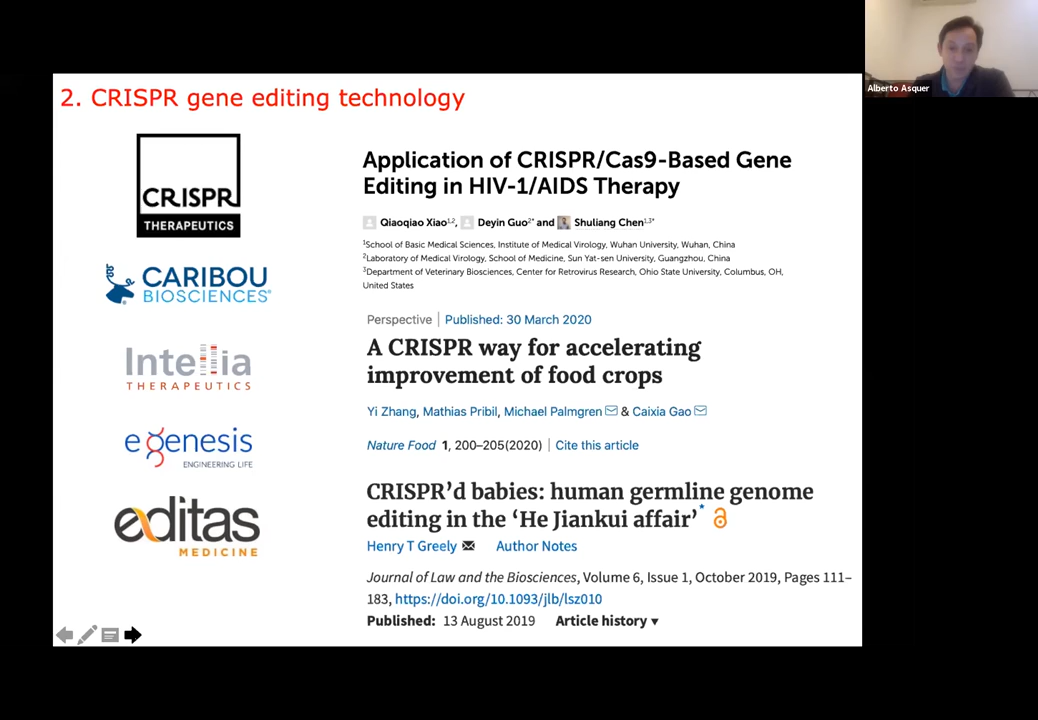 Alberto Asquer
2. CRISPR gene editing technology
CRISPR
THERAPEUTICS
CARIBOU
BIOSCIENCES®
Intellia
THERAPEUTICS
egenesis
ENGINEERING LIFE
editas
MEDICINE
Application of CRISPR/Cas9-Based Gene
Editing in HIV-1/AIDS Therapy
Qiaoqiao Xiao1,2, Deyin Guo2* and Shuliang Chen1,3*
1School of Basic Medical Sciences, Institute of Medical Virology, Wuhan University, Wuhan, China
2Laboratory of Medical Virology, School of Medicine, Sun Yat-sen University, Guangzhou, China
3Department of Veterinary Biosciences, Center for Retrovirus Research, Ohio State University, Columbus, OH,
United States
Perspective | Published: 30 March 2020
A CRISPR way for accelerating
improvement of food crops
Yi Zhang, Mathias Pribil, Michael Palmgren & Caixia Gao
Nature Food 1, 200–205(2020) | Cite this article
CRISPR’d babies: human germline genome
editing in the ‘He Jiankui affair’*
Henry T Greely Author Notes
Journal of Law and the Biosciences, Volume 6, Issue 1, October 2019, Pages 111–
183, https://doi.org/10.1093/jlb/lsz010
Published: 13 August 2019 Article history ▾